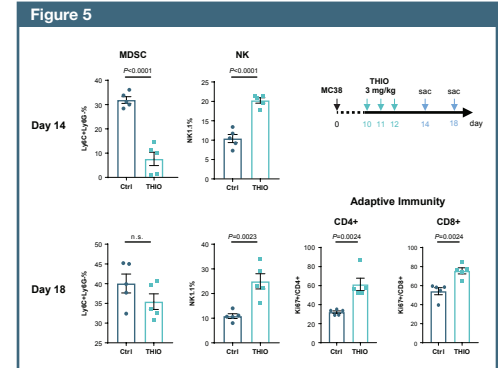 Figure 5
MDSC
NK
P<0.0001
P<0.0001
Day 14
Ly6C+Ly6G-%
40
30
20
10
0
Ctrl THIO
NK1.1%
25
20
15
10
5
0
Ctrl THIO
THIO
MC38 3 mg/kg sac sac
0 10 11 12 14 18 day
Adaptive Immunity
CD4+
CD8+
n.s.
P=0.0023
P=0.0024
P=0.0024
Day 18
Ly6C+Ly6G-%
50
45
40
35
30
25
Ctrl THIO
NK1.1%
40
30
20
10
0
Ctrl THIO
Ki67+/CD4+
100
80
60
40
20
0
Ctrl THIO
Ki67+/CD8+
100
80
60
40
20
0
Ctrl THIO